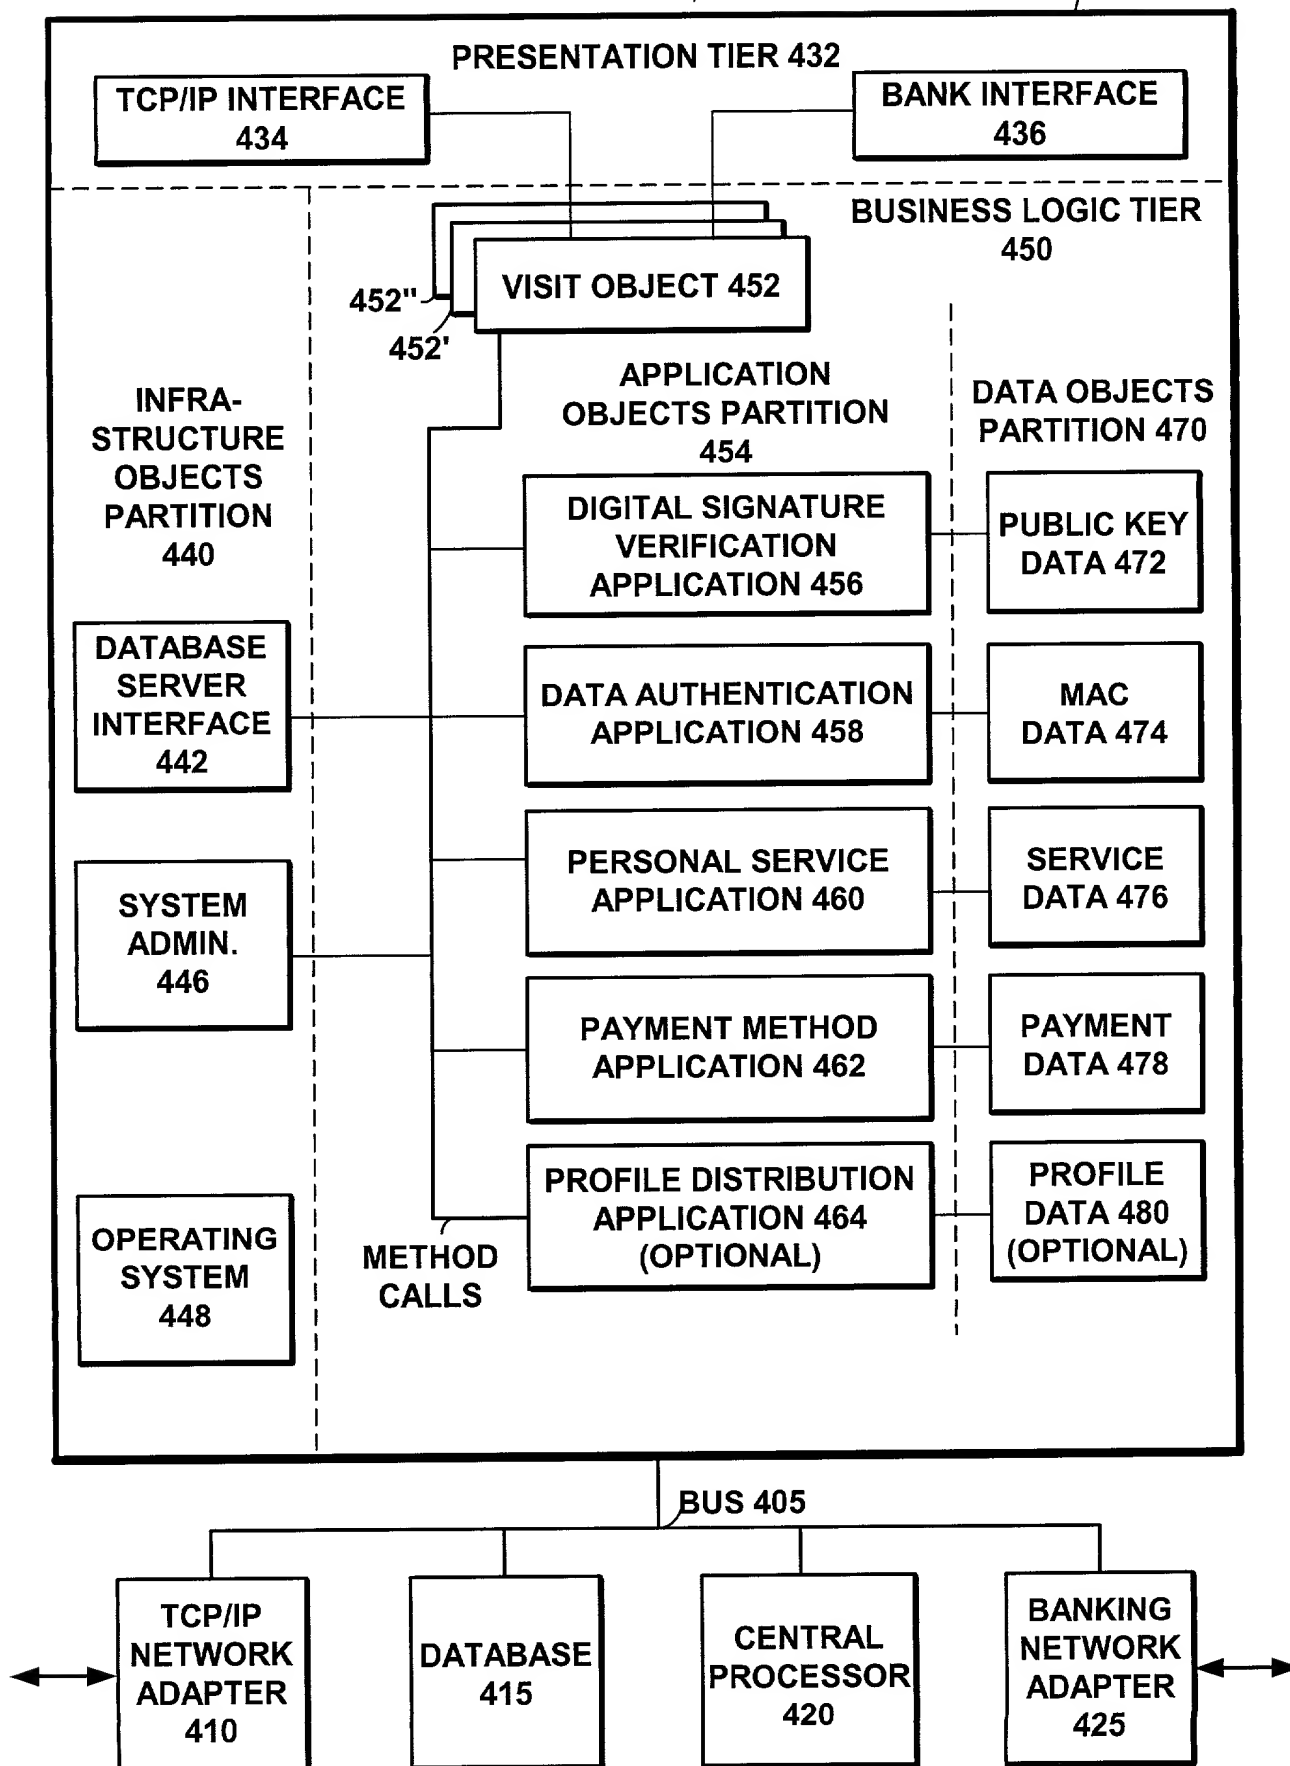 PRESENTATION TIER 432
TCP/IP INTERFACE
434
BANK INTERFACE
436
BUSINESS LOGIC TIER
450
VISIT OBJECT 452
452"
452'
INFRA-
STRUCTURE
OBJECTS
PARTITION
440
APPLICATION
OBJECTS PARTITION
454
DATA OBJECTS
PARTITION 470
DIGITAL SIGNATURE
VERIFICATION
APPLICATION 456
PUBLIC KEY
DATA 472
DATABASE
SERVER
INTERFACE
442
DATA AUTHENTICATION
APPLICATION 458
MAC
DATA 474
PERSONAL SERVICE
APPLICATION 460
SERVICE
DATA 476
SYSTEM
ADMIN.
446
PAYMENT METHOD
APPLICATION 462
PAYMENT
DATA 478
PROFILE DISTRIBUTION
APPLICATION 464
(OPTIONAL)
PROFILE
DATA 480
(OPTIONAL)
OPERATING
SYSTEM
448
METHOD
CALLS
BUS 405
TCP/IP
NETWORK
ADAPTER
410
DATABASE
415
CENTRAL
PROCESSOR
420
BANKING
NETWORK
ADAPTER
425